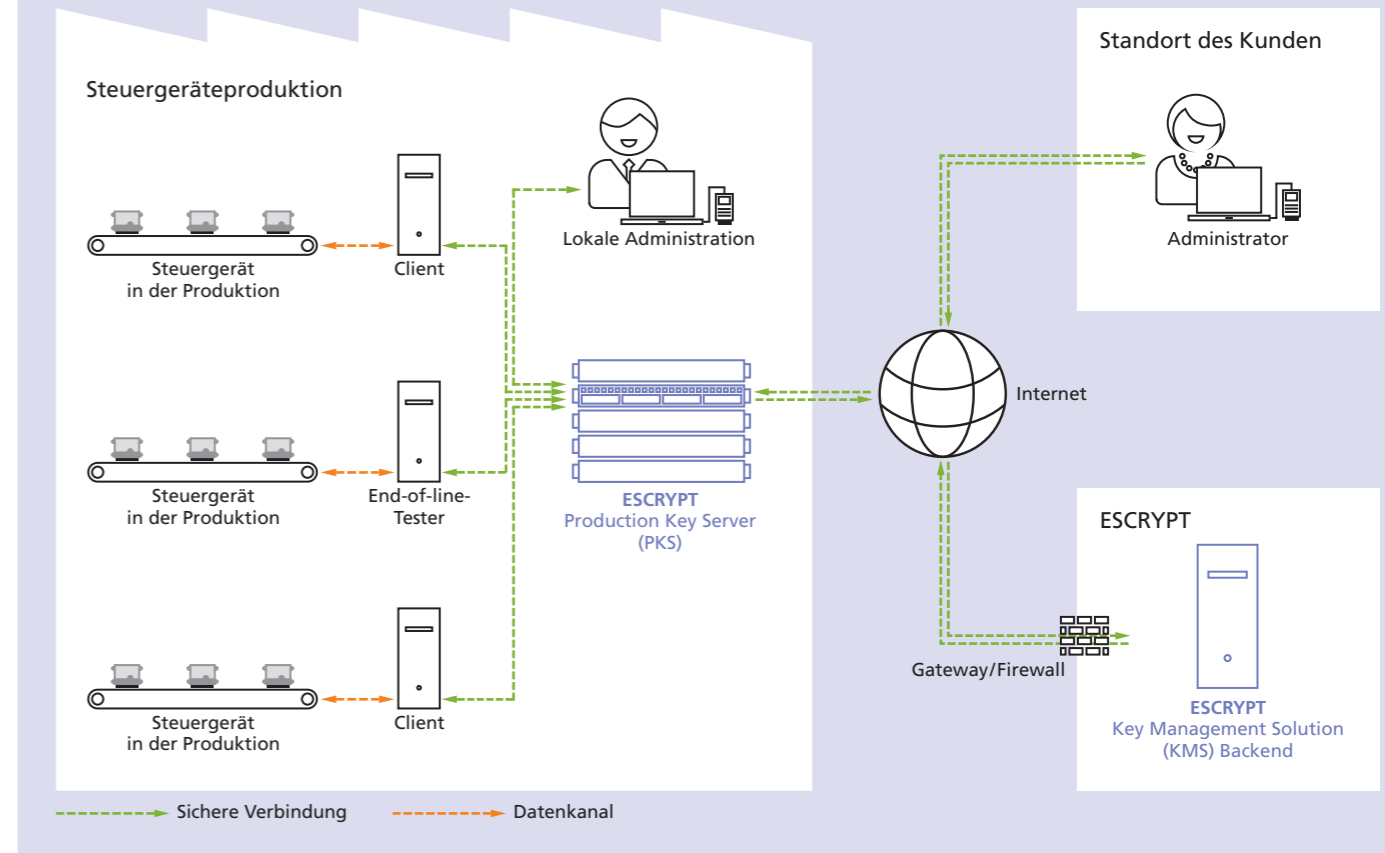 Steuergeräteproduktion
Standort des Kunden
Lokale Administration
Administrator
Steuergerät
in der Produktion
Client
Internet
Steuergerät
in der Produktion
End-of-line-
Tester
ESCRYPT
Production Key Server
(PKS)
ESCRYPT
Gateway/Firewall
Steuergerät
in der Produktion
Client
ESCRYPT
Key Management Solution
(KMS) Backend
Sichere Verbindung
Datenkanal